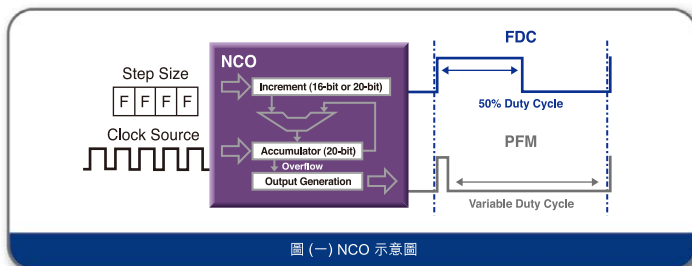 NCO
FDC
Step Size
F F F F
Increment (16-bit or 20-bit)
50% Duty Cycle
Clock Source
Accumulator (20-bit)
Overflow
PFM
Output Generation
Variable Duty Cycle
圖 (一) NCO 示意圖